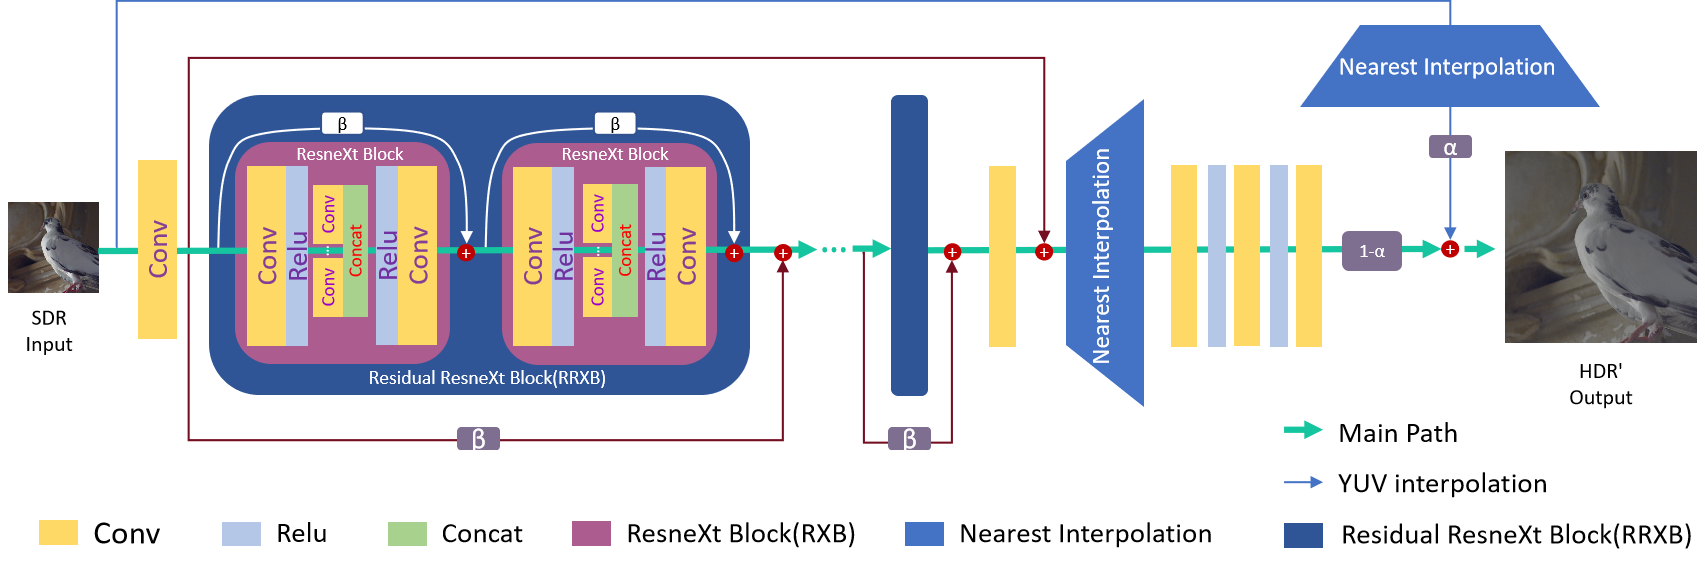 Nearest Interpolation
β
β
α
ResneXt Block
ResneXt Block
Conv
Conv
Relu
Conv
Conv
Concat
Relu
Conv
Conv
Relu
Conv
Conv
Concat
Relu
Conv
Nearest Interpolation
1-α
SDR
Input
Residual ResneXt Block(RRXB)
β
β
HDR'
Output
Main Path
YUV interpolation
Conv
Relu
Concat
ResneXt Block(RXB)
Nearest Interpolation
Residual ResneXt Block(RRXB)